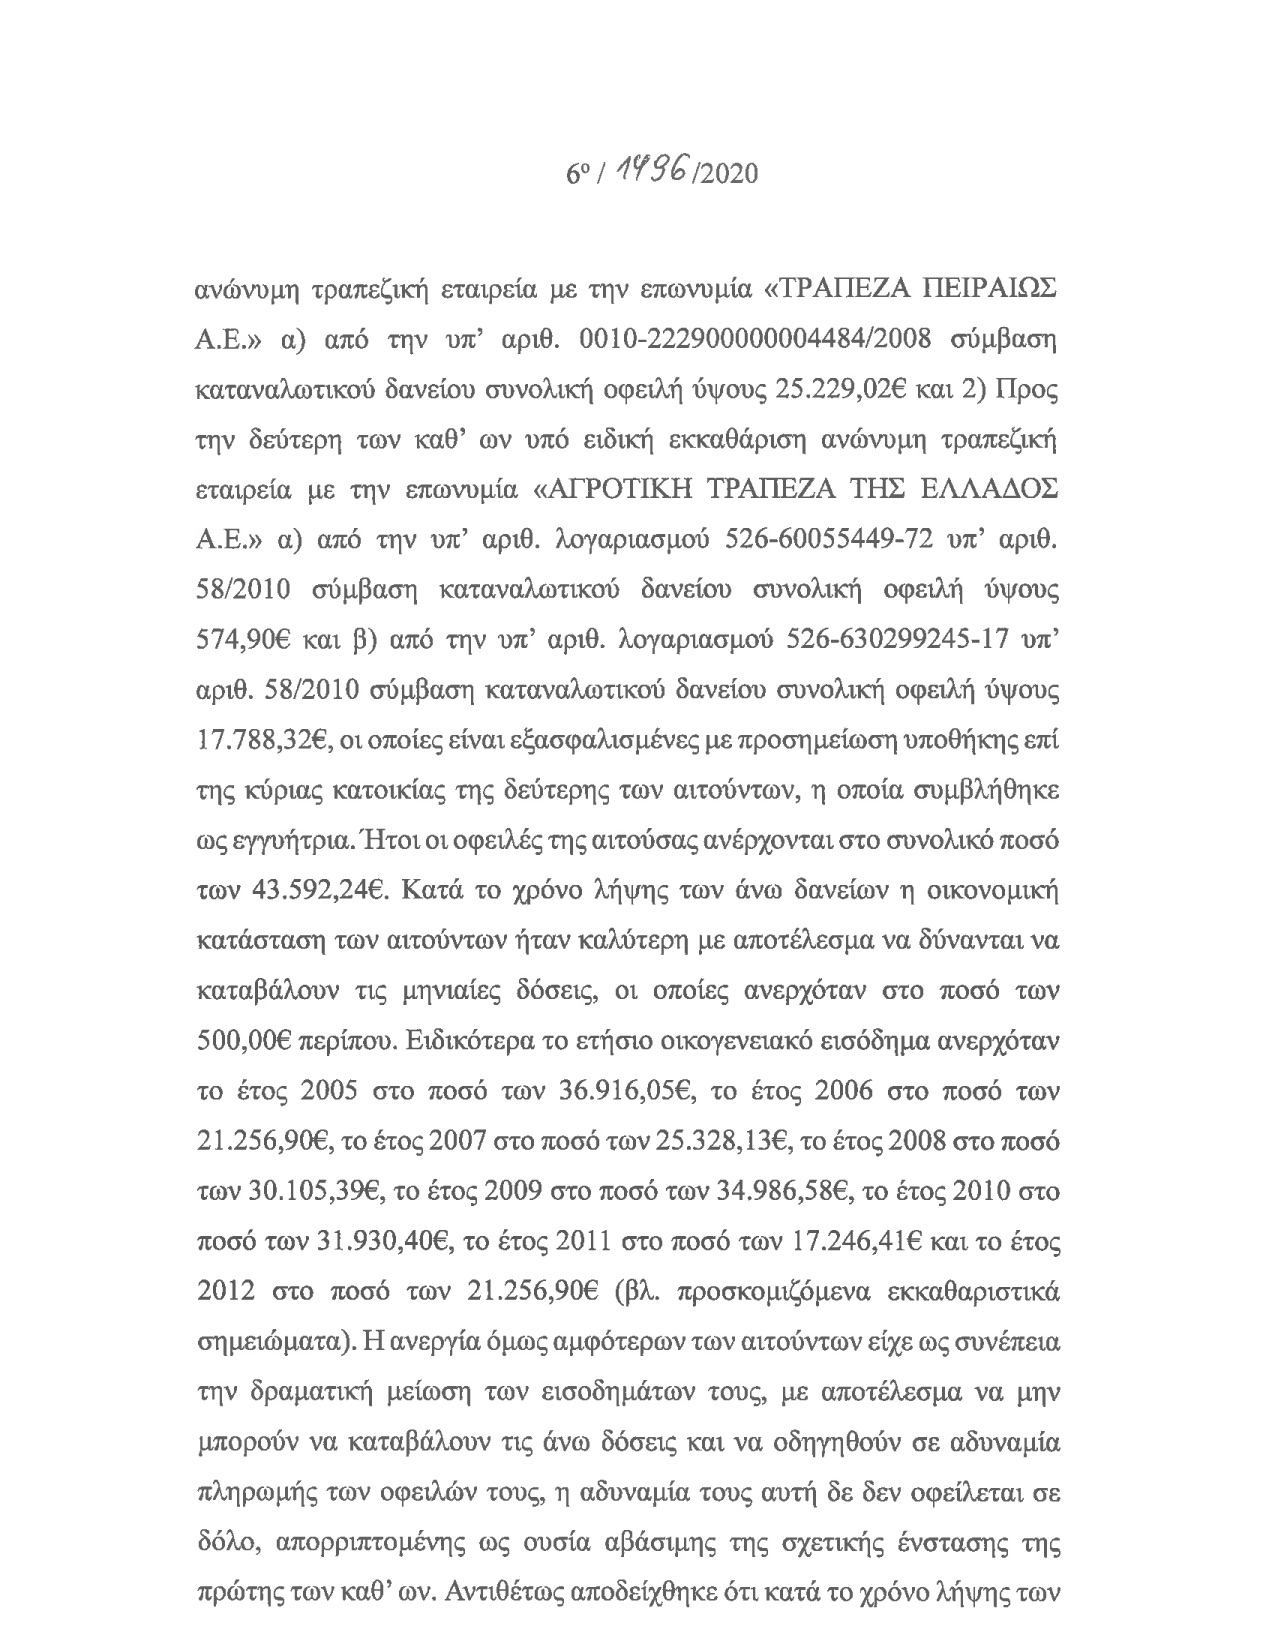 6ο / 1496/2020
ανώνυμη τραπεζική εταιρεία με την επωνυμία «ΤΡΑΠΕΖΑ ΠΕΙΡΑΙΩΣ
Α.Ε.» α) από την υπ’ αριθ. 0010-222900000004484/2008 σύμβαση
καταναλωτικού δανείου συνολική οφειλή ύψους 25.229,02€ και 2) Προς
την δεύτερη των καθ’ ων υπό ειδική εκκαθάριση ανώνυμη τραπεζική
εταιρεία με την επωνυμία «ΑΓΡΟΤΙΚΗ ΤΡΑΠΕΖΑ ΤΗΣ ΕΛΛΑΔΟΣ
Α.Ε.» α) από την υπ’ αριθ. λογαριασμού 526-60055449-72 υπ’ αριθ.
58/2010 σύμβαση καταναλωτικού δανείου συνολική οφειλή ύψους
574,90€ και β) από την υπ’ αριθ. λογαριασμού 526-630299245-17 υπ’
αριθ. 58/2010 σύμβαση καταναλωτικού δανείου συνολική οφειλή ύψους
17.788,32€, οι οποίες είναι εξασφαλισμένες με προσημείωση υποθήκης επί
της κύριας κατοικίας της δεύτερης των αιτούντων, η οποία συμβλήθηκε
ως εγγυήτρια. Ήτοι οι οφειλές της αιτούσας ανέρχονται στο συνολικό ποσό
των 43.592,24€. Κατά το χρόνο λήψης των άνω δανείων η οικονομική
κατάσταση των αιτούντων ήταν καλύτερη με αποτέλεσμα να δύνανται να
καταβάλουν τις μηνιαίες δόσεις, οι οποίες ανερχόταν στο ποσό των
500,00€ περίπου. Ειδικότερα το ετήσιο οικογενειακό εισόδημα ανερχόταν
το έτος 2005 στο ποσό των 36.916,05€, το έτος 2006 στο ποσό των
21.256,90€, το έτος 2007 στο ποσό των 25.328,13€, το έτος 2008 στο ποσό
των 30.105,39€, το έτος 2009 στο ποσό των 34.986,58€, το έτος 2010 στο
ποσό των 31.930,40€, το έτος 2011 στο ποσό των 17.246,41€ και το έτος
2012 στο ποσό των 21.256,90€ (βλ. προσκομιζόμενα εκκαθαριστικά
σημειώματα). Η ανεργία όμως αμφότερων των αιτούντων είχε ως συνέπεια
την δραματική μείωση των εισοδημάτων τους, με αποτέλεσμα να μην
μπορούν να καταβάλουν τις άνω δόσεις και να οδηγηθούν σε αδυναμία
πληρωμής των οφειλών τους, η αδυναμία τους αυτή δε δεν οφείλεται σε
δόλο, απορριπτομένης ως ουσία αβάσιμης της σχετικής ένστασης της
πρώτης των καθ’ ων. Αντιθέτως αποδείχθηκε ότι κατά το χρόνο λήψης των